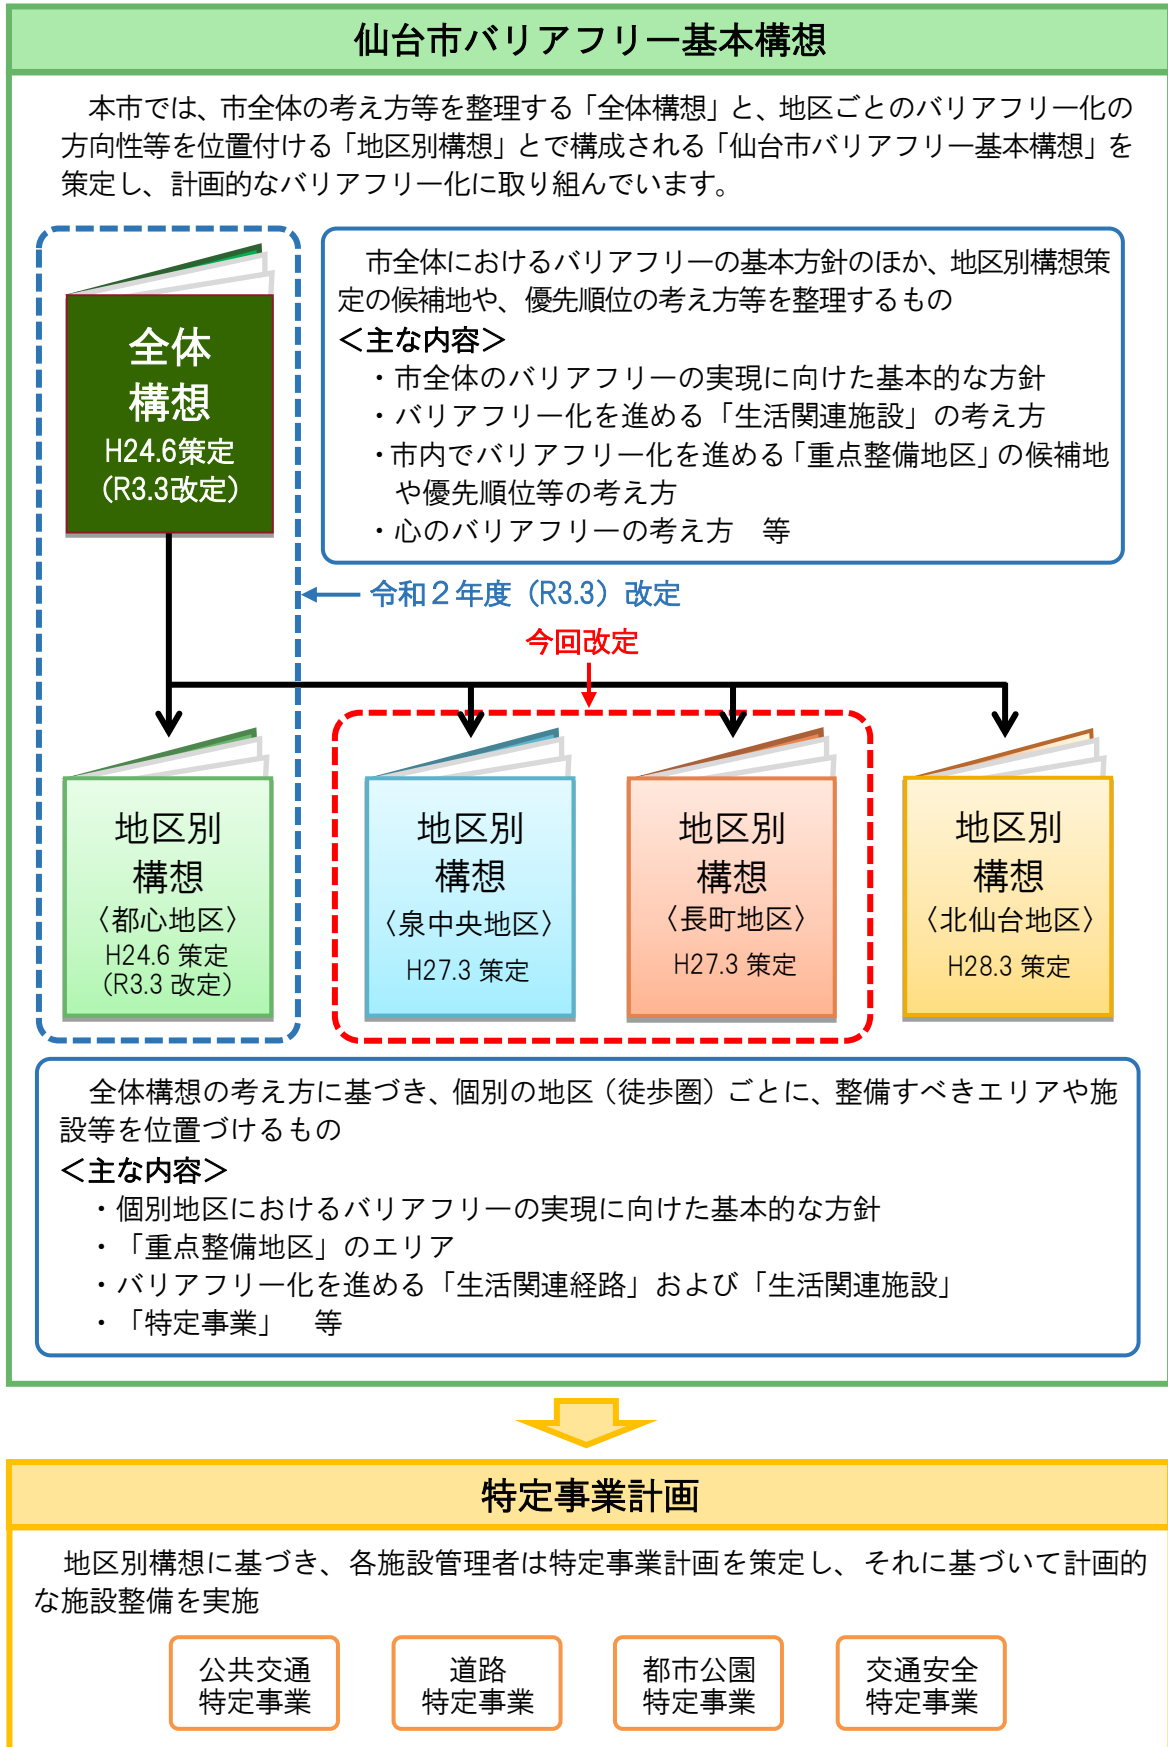 仙台市バリアフリー基本構想
本市では、市全体の考え方等を整理する「全体構想」と、地区ごとのバリアフリー化の
方向性等を位置付ける「地区別構想」とで構成される「仙台市バリアフリー基本構想」を
策定し、計画的なバリアフリー化に取り組んでいます。
全体
構想
H24.6策定
（R3.3改定）
市全体におけるバリアフリーの基本方針のほか、地区別構想策
定の候補地や、優先順位の考え方等を整理するもの
＜主な内容＞
・市全体のバリアフリーの実現に向けた基本的な方針
・バリアフリー化を進める「生活関連施設」の考え方
・市内でバリアフリー化を進める「重点整備地区」の候補地
や優先順位等の考え方
・心のバリアフリーの考え方　等
令和２年度（R3.3）改定
今回改定
地区別
構想
〈都心地区〉
H24.6 策定
（R3.3 改定）
地区別
構想
〈泉中央地区〉
H27.3 策定
地区別
構想
〈長町地区〉
H27.3 策定
地区別
構想
〈北仙台地区〉
H28.3 策定
全体構想の考え方に基づき、個別の地区（徒歩圏）ごとに、整備すべきエリアや施
設等を位置づけるもの
＜主な内容＞
・個別地区におけるバリアフリーの実現に向けた基本的な方針
・「重点整備地区」のエリア
・バリアフリー化を進める「生活関連経路」および「生活関連施設」
・「特定事業」　等
特定事業計画
地区別構想に基づき、各施設管理者は特定事業計画を策定し、それに基づいて計画的
な施設整備を実施
公共交通
特定事業
道路
特定事業
都市公園
特定事業
交通安全
特定事業